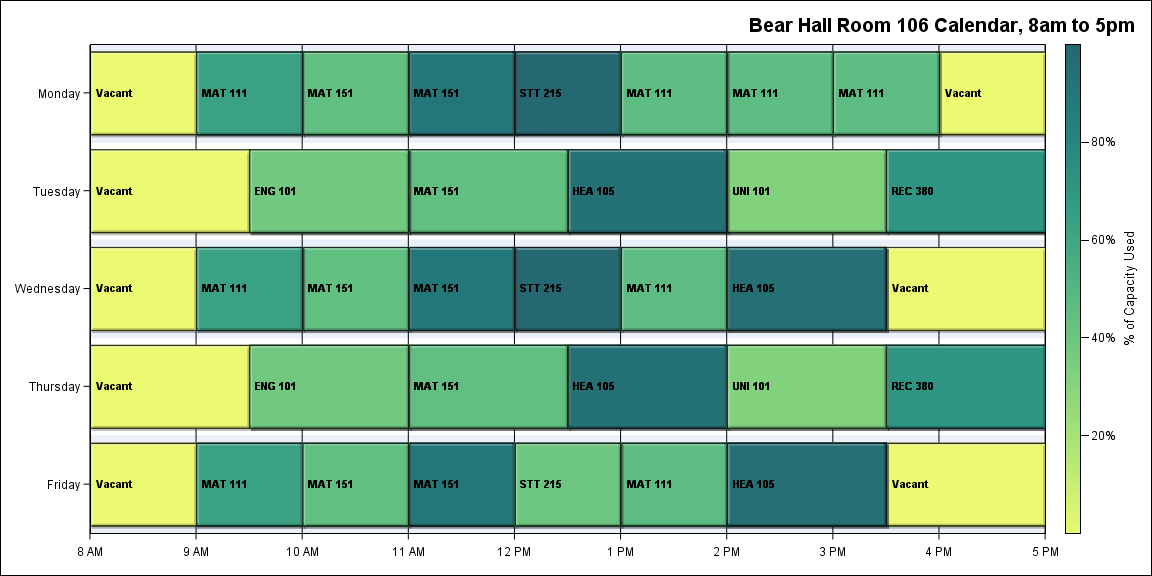 Bear Hall Room 106 Calendar, 8am to 5pm
Monday Vacant MAT 111 MAT 151 MAT 151 STT 215 MAT 111 MAT 111 MAT 111 Vacant
Tuesday Vacant ENG 101 MAT 151 HEA 105 UNI 101 REC 380
Wednesday Vacant MAT 111 MAT 151 MAT 151 STT 215 MAT 111 HEA 105 Vacant
Thursday Vacant ENG 101 MAT 151 HEA 105 UNI 101 REC 380
Friday Vacant MAT 111 MAT 151 MAT 151 STT 215 MAT 111 HEA 105 Vacant
8 AM 9 AM 10 AM 11 AM 12 PM 1 PM 2 PM 3 PM 4 PM 5 PM
80%
60%
40%
20%
% of Capacity Used